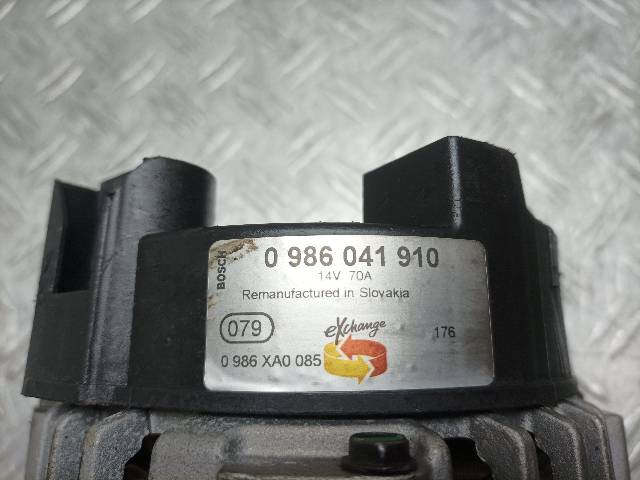 BOSCH
0 986 041 910
14V 70A
Remanufactured in Slovakia
079
eXchange
176
0 986 XA0 085